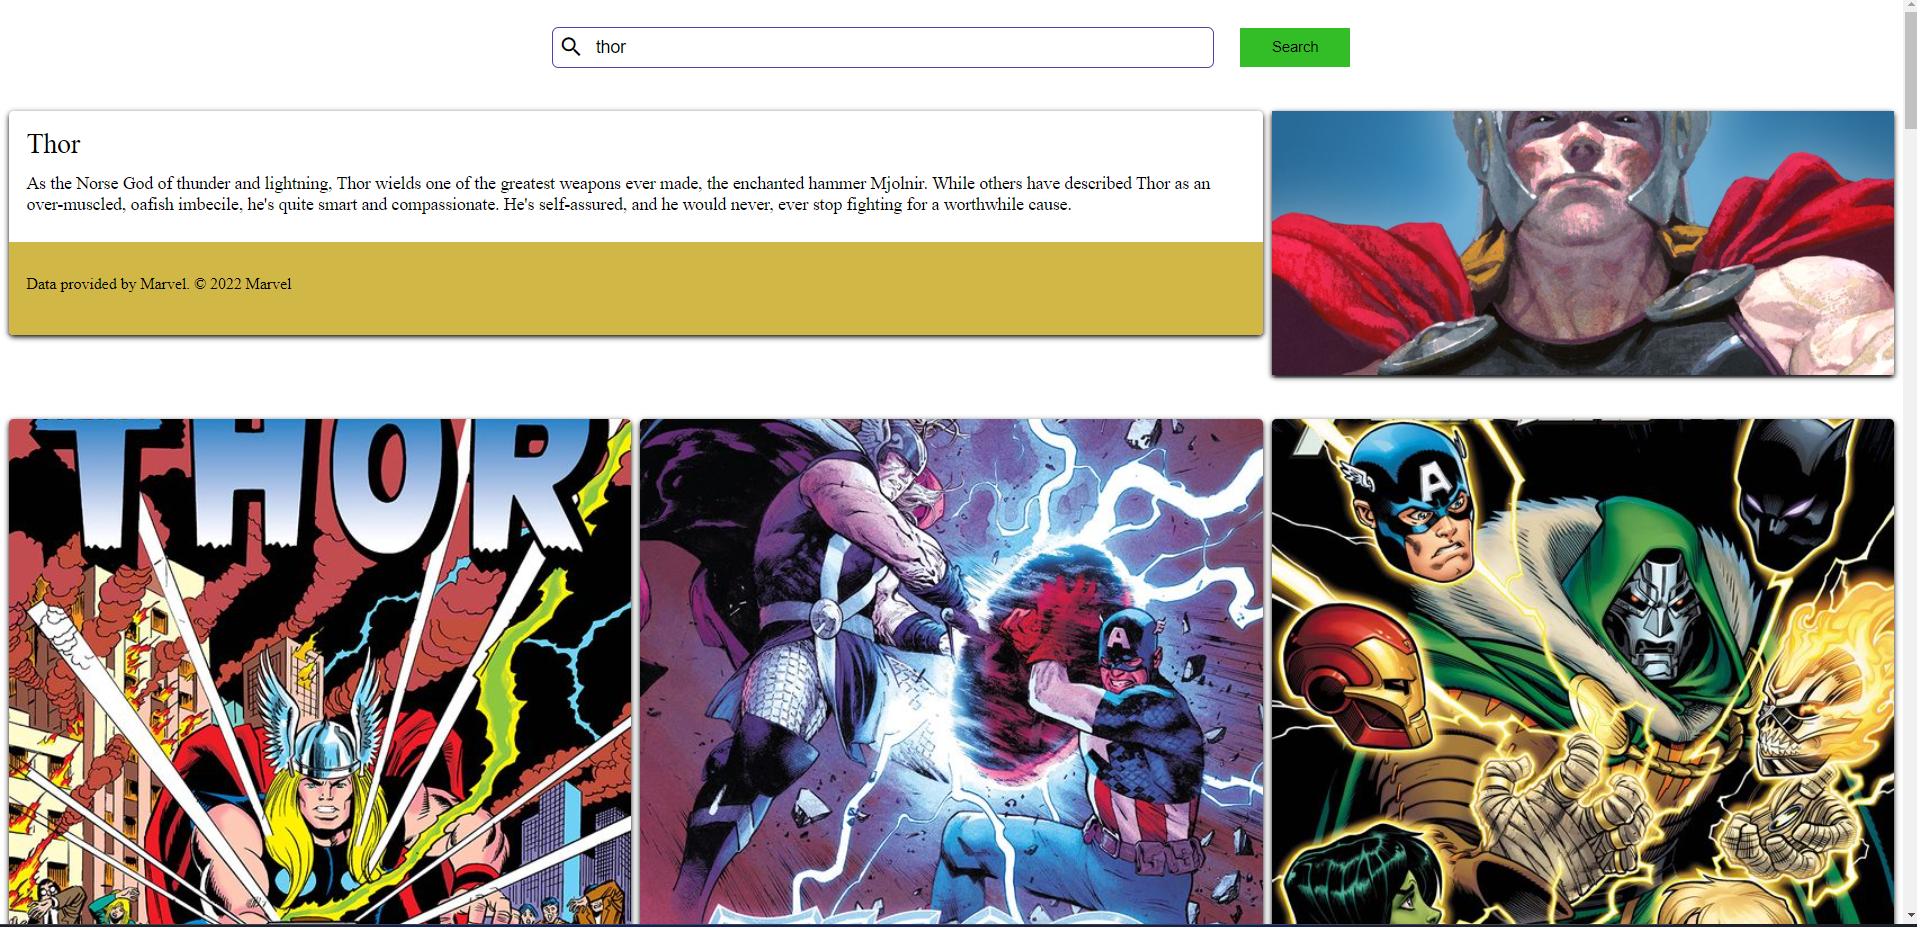 thor
Search
Thor
As the Norse God of thunder and lightning, Thor wields one of the greatest weapons ever made, the enchanted hammer Mjolnir. While others have described Thor as an
over-muscled, oafish imbecile, he's quite smart and compassionate. He's self-assured, and he would never, ever stop fighting for a worthwhile cause.
Data provided by Marvel. © 2022 Marvel
THOR
A
A